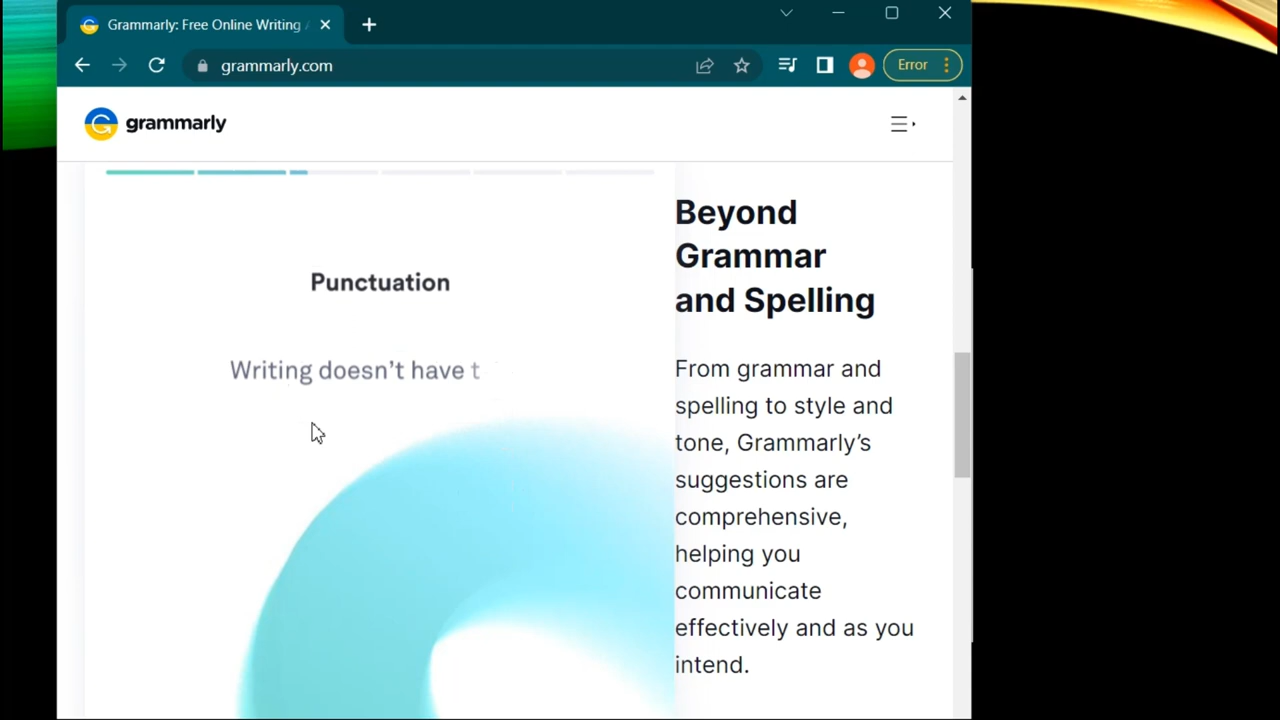 Grammarly: Free Online Writing
grammarly.com
Error
grammarly
Punctuation
Writing doesn’t have t
Beyond
Grammar
and Spelling
From grammar and
spelling to style and
tone, Grammarly’s
suggestions are
comprehensive,
helping you
communicate
effectively and as you
intend.